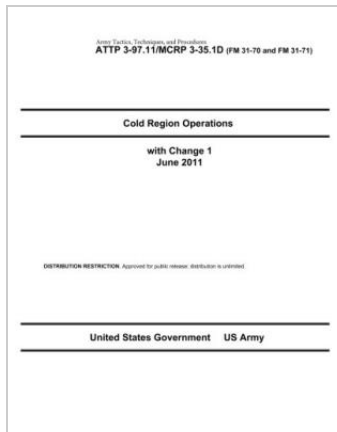 Army Tactics, Techniques, and Procedures
ATTP 3-97.11/MCRP 3-35.1D (FM 31-70 and FM 31-71)
Cold Region Operations
with Change 1
June 2011
DISTRIBUTION RESTRICTION. Approved for public release, distribution is unlimited.
United States Government US Army